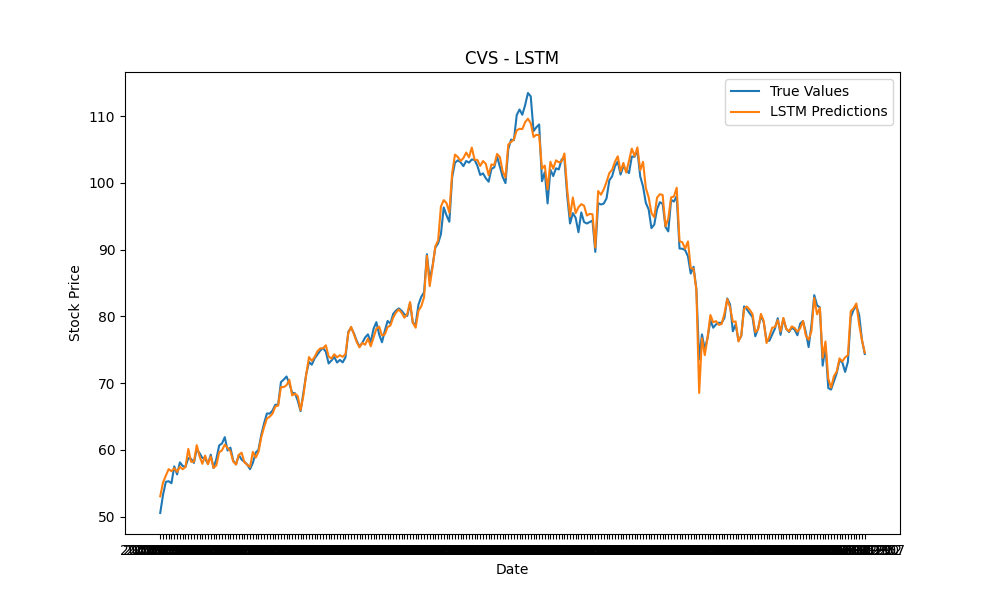 CVS - LSTM
True Values
LSTM Predictions
110
100
90
80
70
60
50
Stock Price
Date